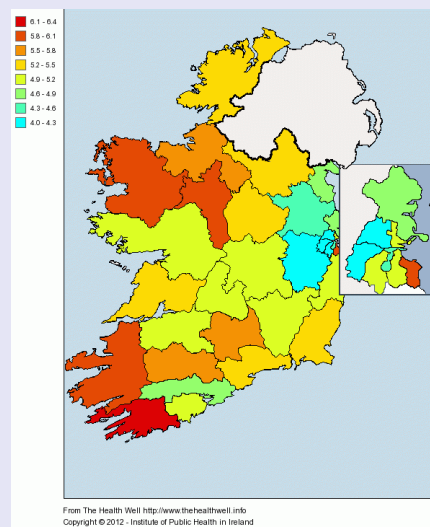 6.1 - 6.4
5.8 - 6.1
5.5 - 5.8
5.2 - 5.5
4.9 - 5.2
4.6 - 4.9
4.3 - 4.6
4.0 - 4.3
From The Health Well http://www.thehealthwell.info
Copyright © 2012 - Institute of Public Health in Ireland